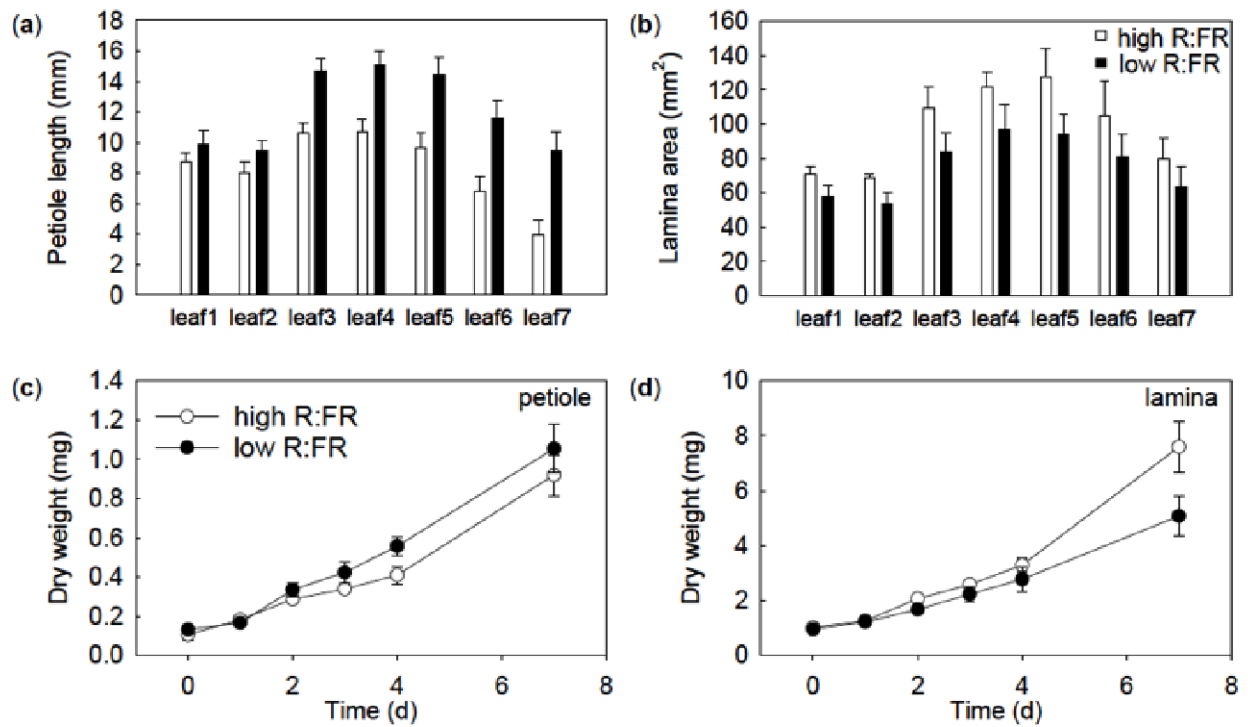 (a)
18
16
14
12
10
8
6
4
2
0
Petiole length (mm)
leaf1 leaf2 leaf3 leaf4 leaf5 leaf6 leaf7
(b)
160
140
120
100
80
60
40
20
0
Lamina area (mm²)
high R:FR
low R:FR
leaf1 leaf2 leaf3 leaf4 leaf5 leaf6 leaf7
(c)
1.4
1.2
1.0
0.8
0.6
0.4
0.2
0.0
Dry weight (mg)
high R:FR
low R:FR
petiole
0 2 4 6 8
Time (d)
(d)
10
8
6
4
2
0
Dry weight (mg)
lamina
0 2 4 6 8
Time (d)